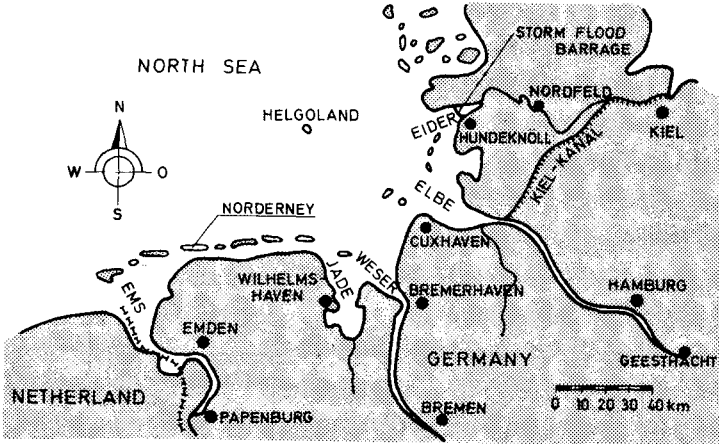 STORM FLOOD
BARRAGE
NORTH SEA
NORDFELD
N
HELGOLAND
EIDER
HUNDEKNÖLL
KIEL
KIEL-KANAL
W
O
S
ELBE
NORDERNEY
CUXHAVEN
WESER
JADE
EMS
WILHELMS-
HAVEN
BREMERHAVEN
HAMBURG
EMDEN
GERMANY
GEESTHACHT
NETHERLAND
0 10 20 30 40 km
PAPENBURG
BREMEN